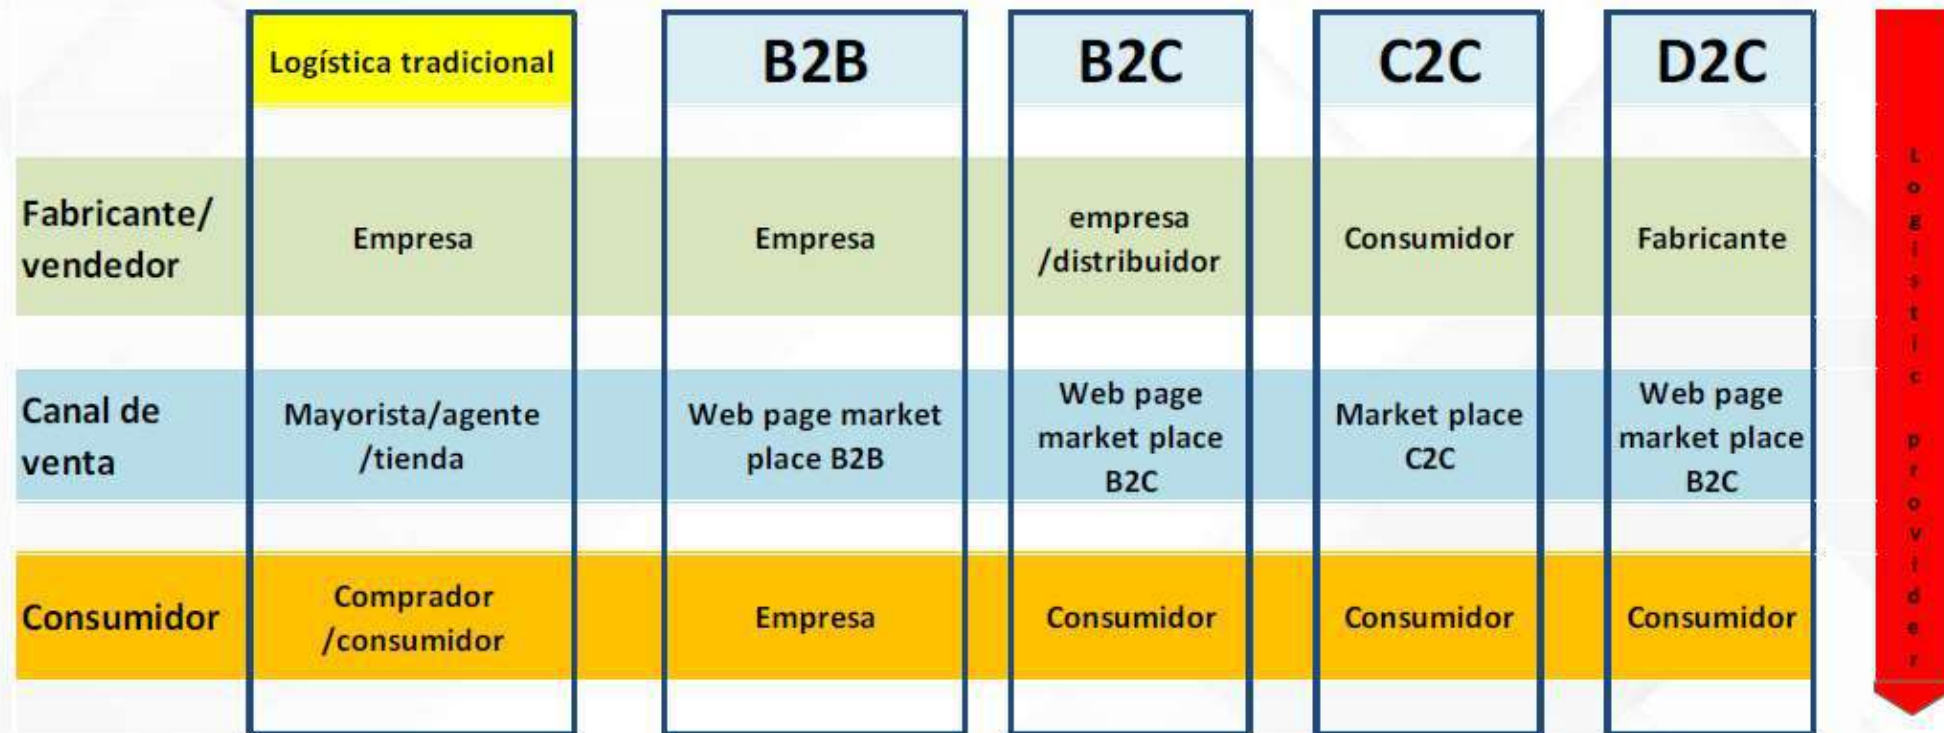 Logística tradicional
B2B
B2C
C2C
D2C
Fabricante/
vendedor
Empresa
Empresa
empresa
/distribuidor
Consumidor
Fabricante
Canal de
venta
Mayorista/agente
/tienda
Web page market
place B2B
Web page
market place
B2C
Market place
C2C
Web page
market place
B2C
Consumidor
Comprador
/consumidor
Empresa
Consumidor
Consumidor
Consumidor
Logistic provider